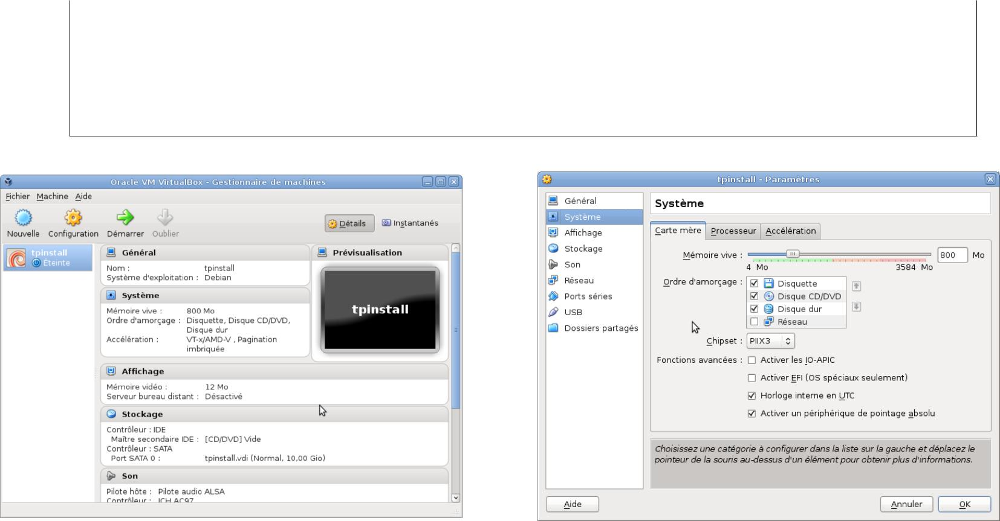 Oracle VM VirtualBox - Gestionnaire de machines
Fichier Machine Aide
Nouvelle Configuration Démarrer Oublier
Détails Instantanés
tpinstall
Éteinte
Général
Nom : tpinstall
Système d'exploitation : Debian
Système
Mémoire vive : 800 Mo
Ordre d'amorçage : Disquette, Disque CD/DVD,
Disque dur
Accélération : VT-x/AMD-V , Pagination
imbriquée
Prévisualisation
tpinstall
Affichage
Mémoire vidéo : 12 Mo
Serveur bureau distant : Désactivé
Stockage
Contrôleur : IDE
Maître secondaire IDE : [CD/DVD] Vide
Contrôleur : SATA
Port SATA 0 : tpinstall.vdi (Normal, 10,00 Gio)
Son
Pilote hôte : Pilote audio ALSA
Contrôleur : ICH AC97
tpinstall - Paramètres
Général
Système
Affichage
Stockage
Son
Réseau
Ports séries
USB
Dossiers partagés
Système
Carte mère Processeur Accélération
Mémoire vive : 800 Mo
4 Mo 3584 Mo
Ordre d'amorçage : Disquette
Disque CD/DVD
Disque dur
Réseau
Chipset : PIIX3
Fonctions avancées : Activer les IO-APIC
Activer EFI (OS spéciaux seulement)
Horloge interne en UTC
Activer un périphérique de pointage absolu
Choisissez une catégorie à configurer dans la liste sur la gauche et déplacez le
pointeur de la souris au-dessus d'un élément pour obtenir plus d'informations.
Aide Annuler OK